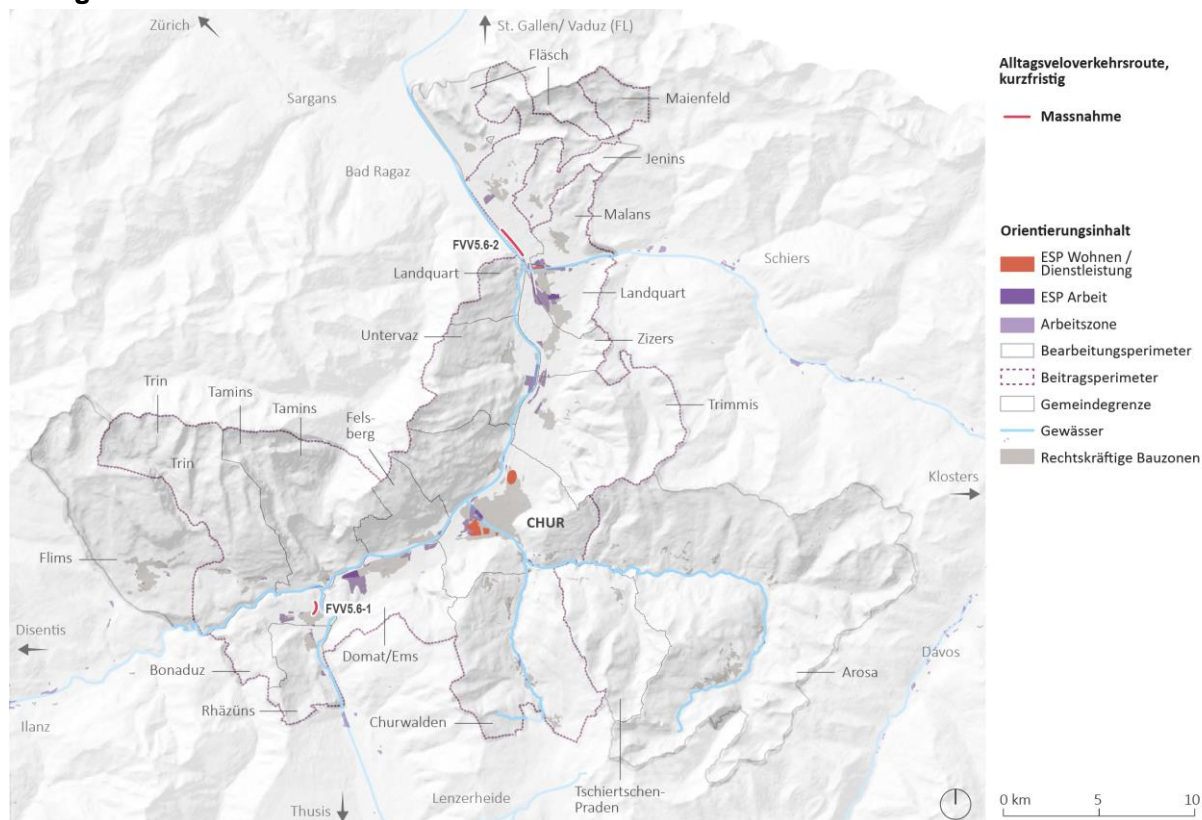 Zürich
St. Gallen/ Vaduz (FL)
Fläsch
Maienfeld
Sargans
Jenins
Bad Ragaz
Malans
FVV5.6-2
Schiers
Landquart
Landquart
Untervaz
Zizers
Trin
Tamins
Tamins
Fels-
berg
Trimmis
Trin
Klosters
CHUR
Flims
FVV5.6-1
Disentis
Domat/Ems
Bonaduz
Davos
Arosa
Rhäzüns
Churwalden
Ilanz
Tschiertschen-
Praden
Lenzerheide
Thusis
Alltagsveloverkehrsroute,
kurzfristig
Massnahme
Orientierungsinhalt
ESP Wohnen /
Dienstleistung
ESP Arbeit
Arbeitszone
Bearbeitungsperimeter
Beitragsperimeter
Gemeindegrenze
Gewässer
Rechtskräftige Bauzonen
0 km 5 10